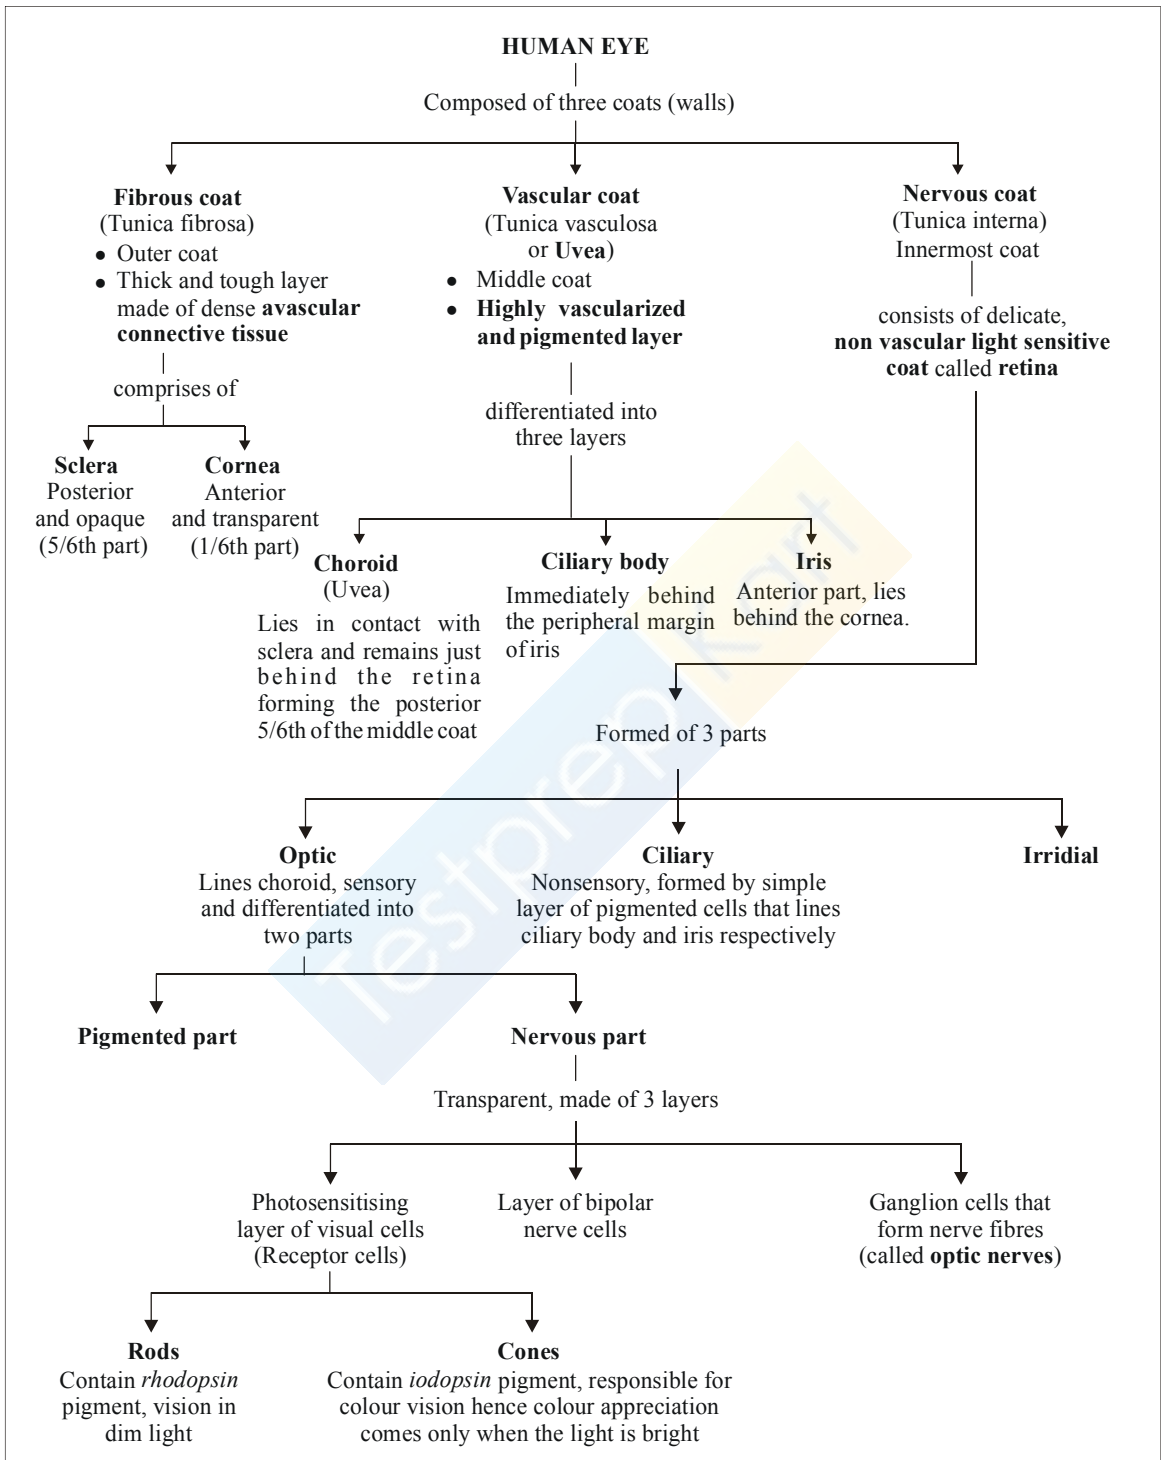 HUMAN EYE
Composed of three coats (walls)
Fibrous coat
(Tunica fibrosa)
● Outer coat
● Thick and tough layer
made of dense avascular
connective tissue
comprises of
Sclera
Posterior
and opaque
(5/6th part)
Cornea
Anterior
and transparent
(1/6th part)
Vascular coat
(Tunica vasculosa
or Uvea)
● Middle coat
● Highly vascularized
and pigmented layer
differentiated into
three layers
Choroid
(Uvea)
Lies in contact with
sclera and remains just
behind the retina
forming the posterior
5/6th of the middle coat
Ciliary body
Immediately behind
the peripheral margin
of iris
Iris
Anterior part, lies
behind the cornea.
Nervous coat
(Tunica interna)
Innermost coat
consists of delicate,
non vascular light sensitive
coat called retina
Formed of 3 parts
Optic
Lines choroid, sensory
and differentiated into
two parts
Ciliary
Nonsensory, formed by simple
layer of pigmented cells that lines
ciliary body and iris respectively
Irridial
Pigmented part
Nervous part
Transparent, made of 3 layers
Photosensitising
layer of visual cells
(Receptor cells)
Layer of bipolar
nerve cells
Ganglion cells that
form nerve fibres
(called optic nerves)
Rods
Contain rhodopsin
pigment, vision in
dim light
Cones
Contain iodopsin pigment, responsible for
colour vision hence colour appreciation
comes only when the light is bright
Testprep Kart